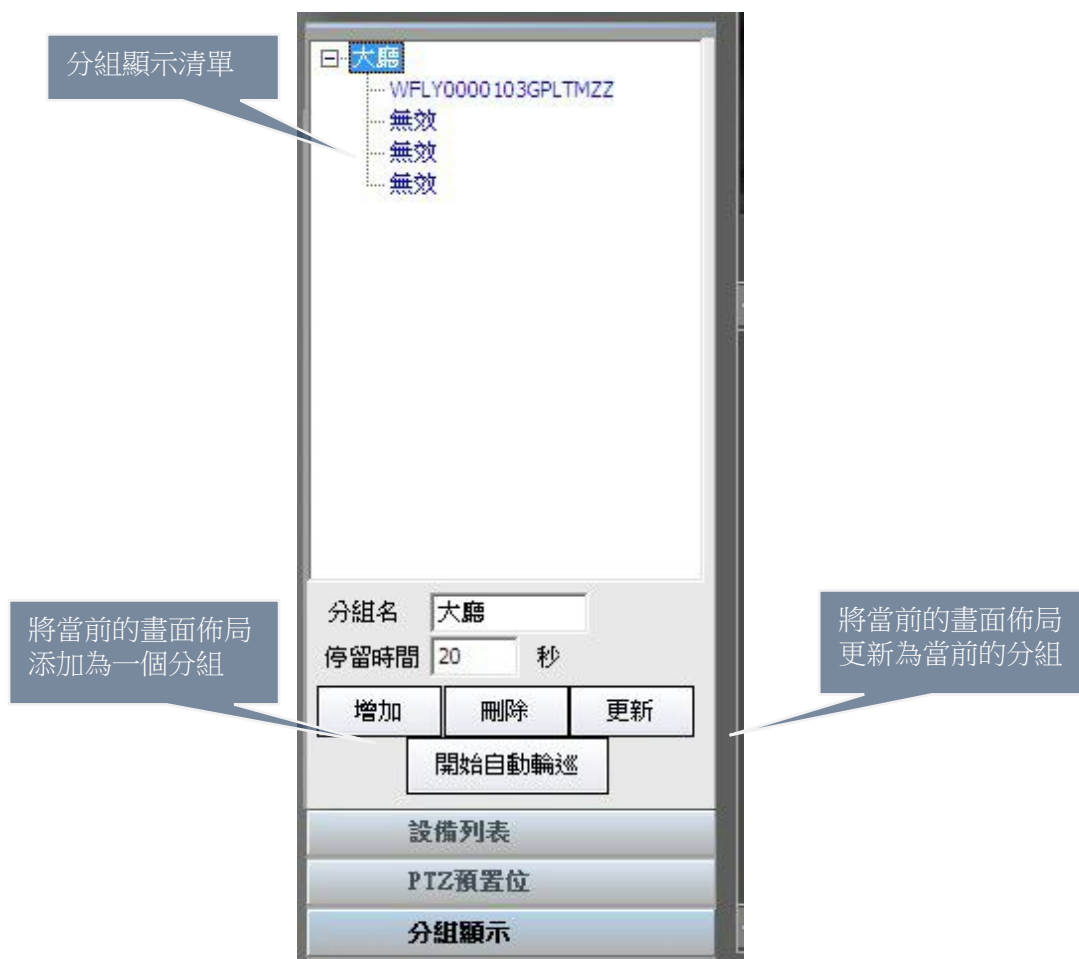 分組顯示清單
大廳
WFLY0000103GPLTMZZ
無效
無效
無效
分組名 大廳
停留時間 20 秒
將當前的畫面佈局
添加為一個分組
將當前的畫面佈局
更新為當前的分組
增加 刪除 更新
開始自動輪巡
設備列表
PTZ預置位
分組顯示